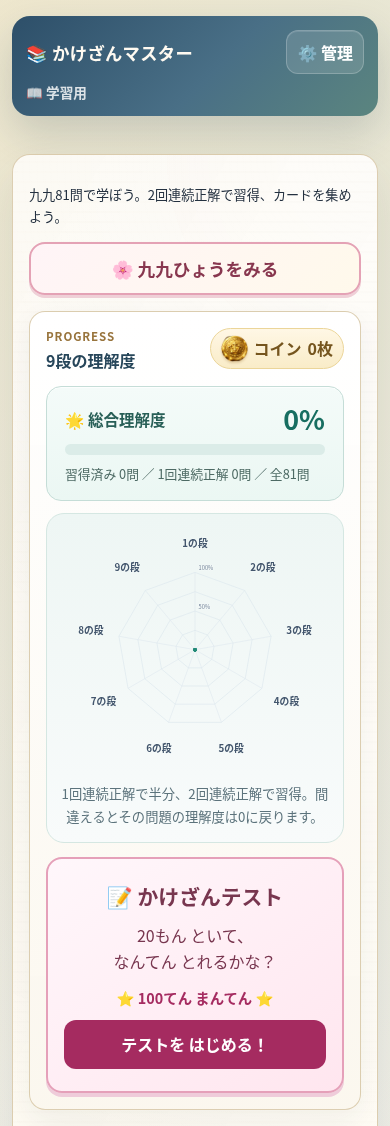 📚 かけざんマスター
⚙️ 管理
📖 学習用
九九81問で学ぼう。2回連続正解で習得、カードを集め
よう。
🌸 九九ひょうをみる
PROGRESS
9段の理解度
コイン 0枚
🌟 総合理解度
0%
習得済み 0問 ／ 1回連続正解 0問 ／ 全81問
1の段
9の段
100%
2の段
50%
8の段
3の段
7の段
4の段
6の段
5の段
1回連続正解で半分、2回連続正解で習得。間
違えるとその問題の理解度は0に戻ります。
📝 かけざんテスト
20もん といて、
なんてん とれるかな？
⭐ 100てん まんてん ⭐
テストを はじめる！